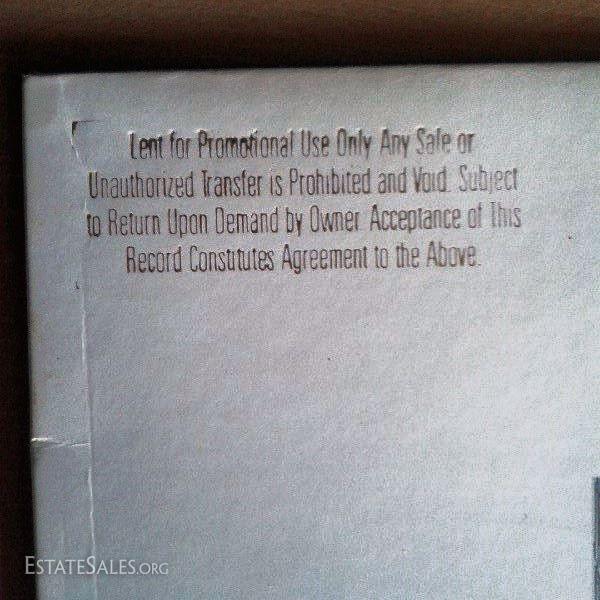 Lent for Promotional Use Only Any Sale or
Unauthorized Transfer is Prohibited and Void. Subject
to Return Upon Demand by Owner Acceptance of This
Record Constitutes Agreement to the Above.
ESTATESALES.ORG